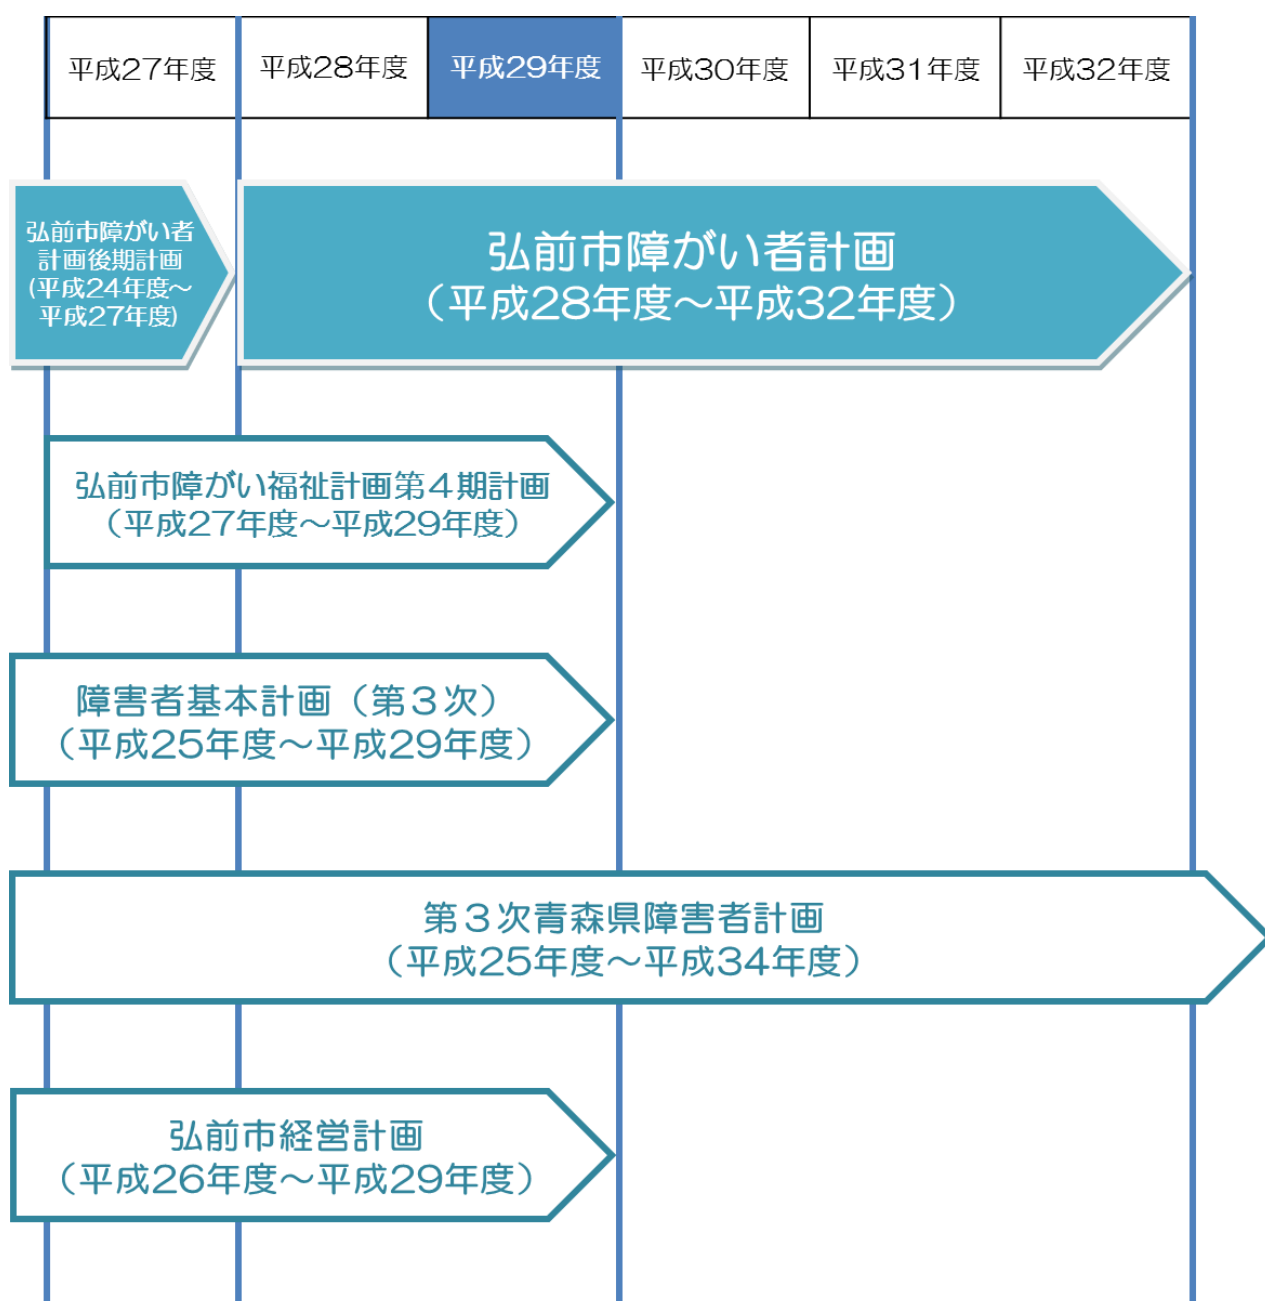 平成27年度
平成28年度
平成29年度
平成30年度
平成31年度
平成32年度
弘前市障がい者
計画後期計画
(平成24年度～
平成27年度)
弘前市障がい者計画
（平成28年度～平成32年度）
弘前市障がい福祉計画第４期計画
（平成27年度～平成29年度）
障害者基本計画（第３次）
（平成25年度～平成29年度）
第３次青森県障害者計画
（平成25年度～平成34年度）
弘前市経営計画
（平成26年度～平成29年度）